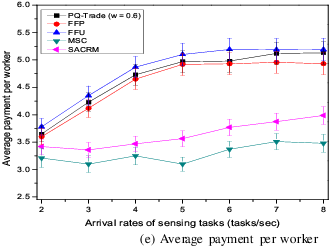 Average payment per worker
6.0
5.5
5.0
4.5
4.0
3.5
3.0
2.5
PQ-Trade (w = 0.6)
FFP
FFU
MSC
SACRM
2 3 4 5 6 7 8
Arrival rates of sensing tasks (tasks/sec)
(e) Average payment per worker